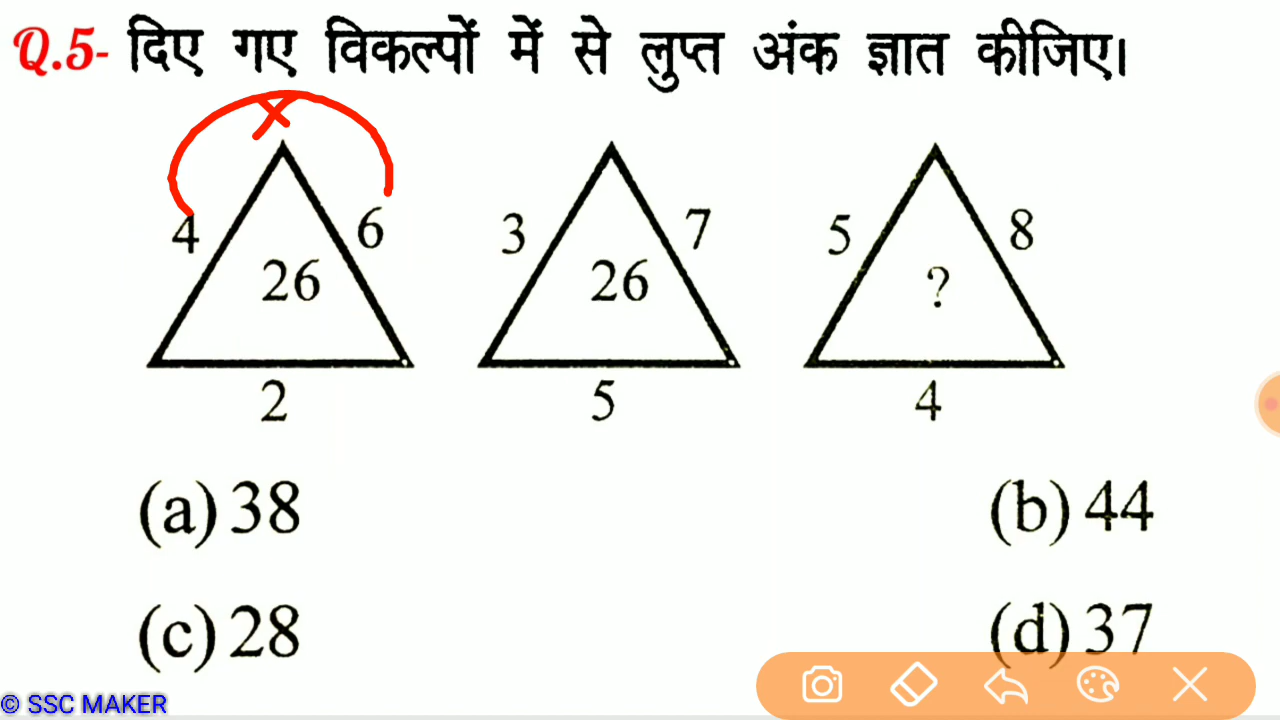 Q.5- दिए गए विकल्पों में से लुप्त अंक ज्ञात कीजिए।
×
4 6 3 7 5 8
26 26 ?
2 5 4
(a) 38 (b) 44
(c) 28 (d) 37
© SSC MAKER